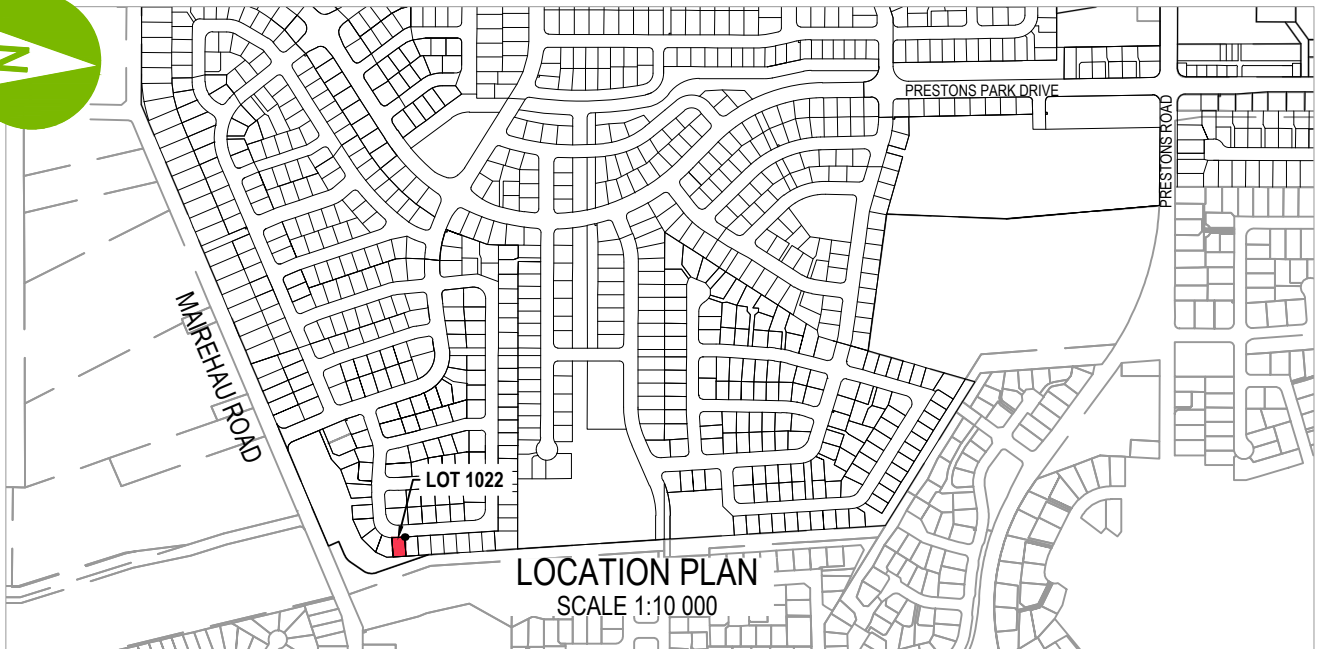 N
PRESTONS PARK DRIVE
PRESTONS ROAD
MAIREHAU ROAD
LOT 1022
LOCATION PLAN
SCALE 1:10 000